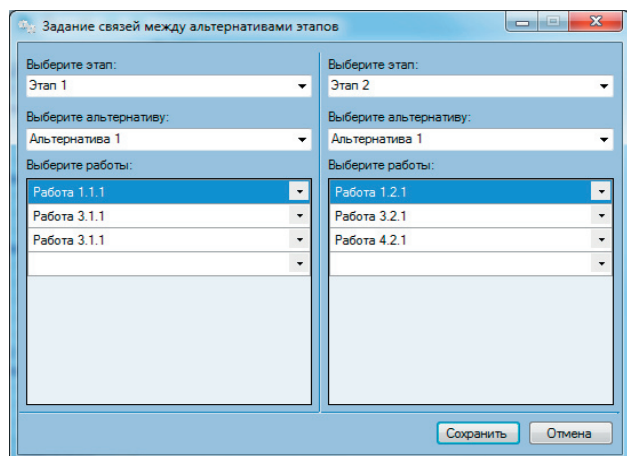 Задание связей между альтернативами этапов
Выберите этап:
Этап 1
Выберите альтернативу:
Альтернатива 1
Выберите работы:
Работа 1.1.1
Работа 3.1.1
Работа 3.1.1
Выберите этап:
Этап 2
Выберите альтернативу:
Альтернатива 1
Выберите работы:
Работа 1.2.1
Работа 3.2.1
Работа 4.2.1
Сохранить
Отмена